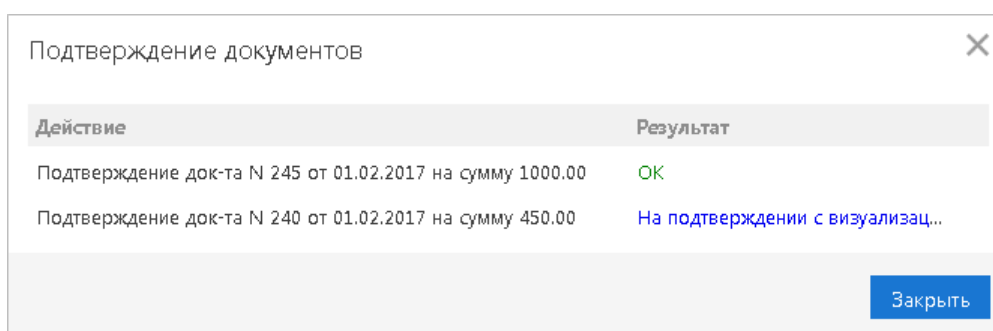 Подтверждение документов
Действие Результат
Подтверждение док-та N 245 от 01.02.2017 на сумму 1000.00 ОК
Подтверждение док-та N 240 от 01.02.2017 на сумму 450.00 На подтверждении с визуализац...
Закрыть